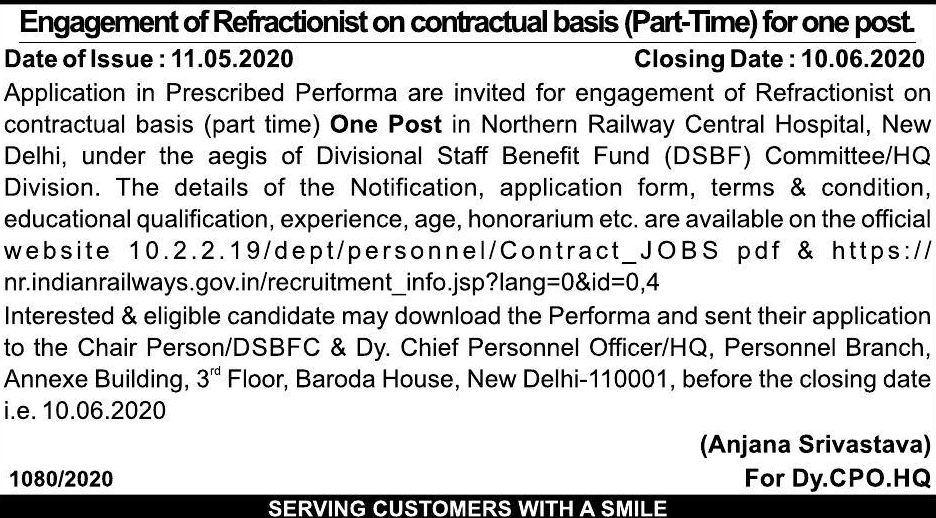 Engagement of Refractionist on contractual basis (Part-Time) for one post.
Date of Issue : 11.05.2020 Closing Date : 10.06.2020
Application in Prescribed Performa are invited for engagement of Refractionist on
contractual basis (part time) One Post in Northern Railway Central Hospital, New
Delhi, under the aegis of Divisional Staff Benefit Fund (DSBF) Committee/HQ
Division. The details of the Notification, application form, terms & condition,
educational qualification, experience, age, honorarium etc. are available on the official
website 10.2.2.19/dept/personnel/Contract_JOBS pdf & https://
nr.indianrailways.gov.in/recruitment_info.jsp?lang=0&id=0,4
Interested & eligible candidate may download the Performa and sent their application
to the Chair Person/DSBFC & Dy. Chief Personnel Officer/HQ, Personnel Branch,
Annexe Building, 3rd Floor, Baroda House, New Delhi-110001, before the closing date
i.e. 10.06.2020
(Anjana Srivastava)
1080/2020 For Dy.CPO.HQ
SERVING CUSTOMERS WITH A SMILE